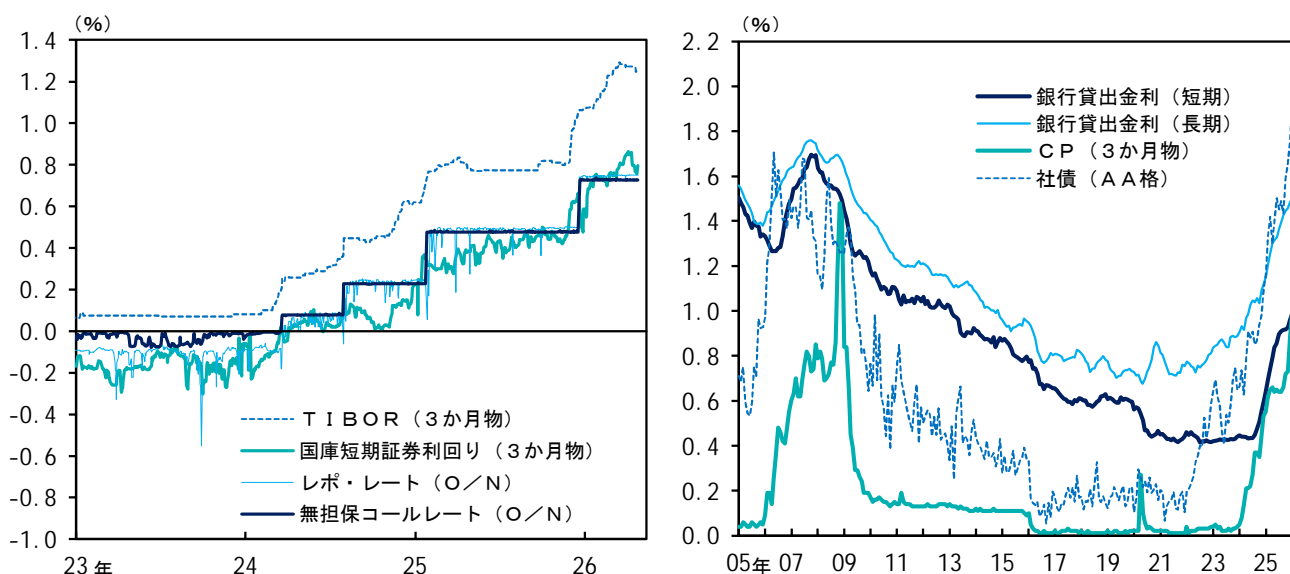 （%）
1.4
1.2
1.0
0.8
0.6
0.4
0.2
0.0
-0.2
-0.4
-0.6
-0.8
-1.0
ＴＩＢＯＲ（３か月物）
国庫短期証券利回り（３か月物）
レポ・レート（Ｏ／Ｎ）
無担保コールレート（Ｏ／Ｎ）
23年 24 25 26
（%）
2.2
2.0
1.8
1.6
1.4
1.2
1.0
0.8
0.6
0.4
0.2
0.0
銀行貸出金利（短期）
銀行貸出金利（長期）
ＣＰ（３か月物）
社債（ＡＡ格）
05年 07 09 11 13 15 17 19 21 23 25